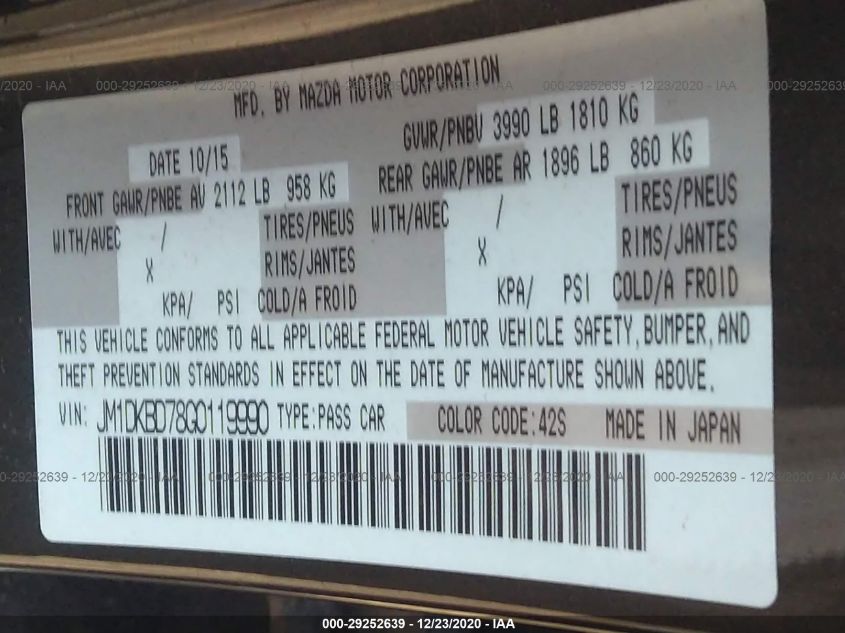 MFD. BY MAZDA MOTOR CORPORATION
DATE 10/15
GVWR/PNBV 3990 LB 1810 KG
FRONT GAWR/PNBE AV 2112 LB 958 KG
REAR GAWR/PNBE AR 1896 LB 860 KG
WITH/AVEC / TIRES/PNEUS WITH/AVEC / TIRES/PNEUS
X RIMS/JANTES X RIMS/JANTES
KPA/ PSI COLD/A FROID KPA/ PSI COLD/A FROID
THIS VEHICLE CONFORMS TO ALL APPLICABLE FEDERAL MOTOR VEHICLE SAFETY, BUMPER, AND
THEFT PREVENTION STANDARDS IN EFFECT ON THE DATE OF MANUFACTURE SHOWN ABOVE.
VIN: JM1DKBD78G0119990 TYPE:PASS CAR COLOR CODE:42S MADE IN JAPAN
000-29252639 - 12/23/2020 - IAA